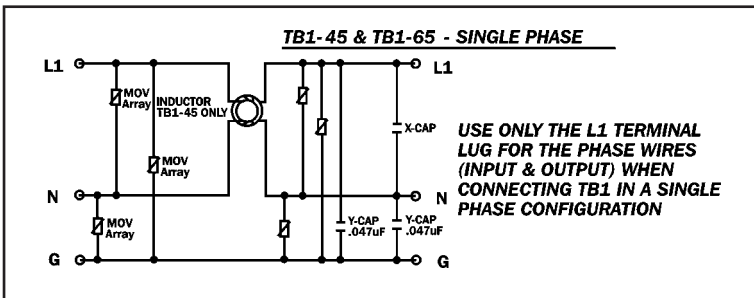 TB1-45 & TB1-65 - SINGLE PHASE
L1
L1
MOV
Array
INDUCTOR
TB1-45 ONLY
X-CAP
USE ONLY THE L1 TERMINAL
LUG FOR THE PHASE WIRES
(INPUT & OUTPUT) WHEN
CONNECTING TB1 IN A SINGLE
PHASE CONFIGURATION
MOV
Array
N
N
MOV
Array
Y-CAP
.047uF
Y-CAP
.047uF
G
G